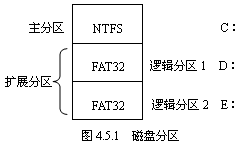 主分区 NTFS C：
扩展分区 FAT32 逻辑分区 1 D：
FAT32 逻辑分区 2 E：
图 4.5.1 磁盘分区